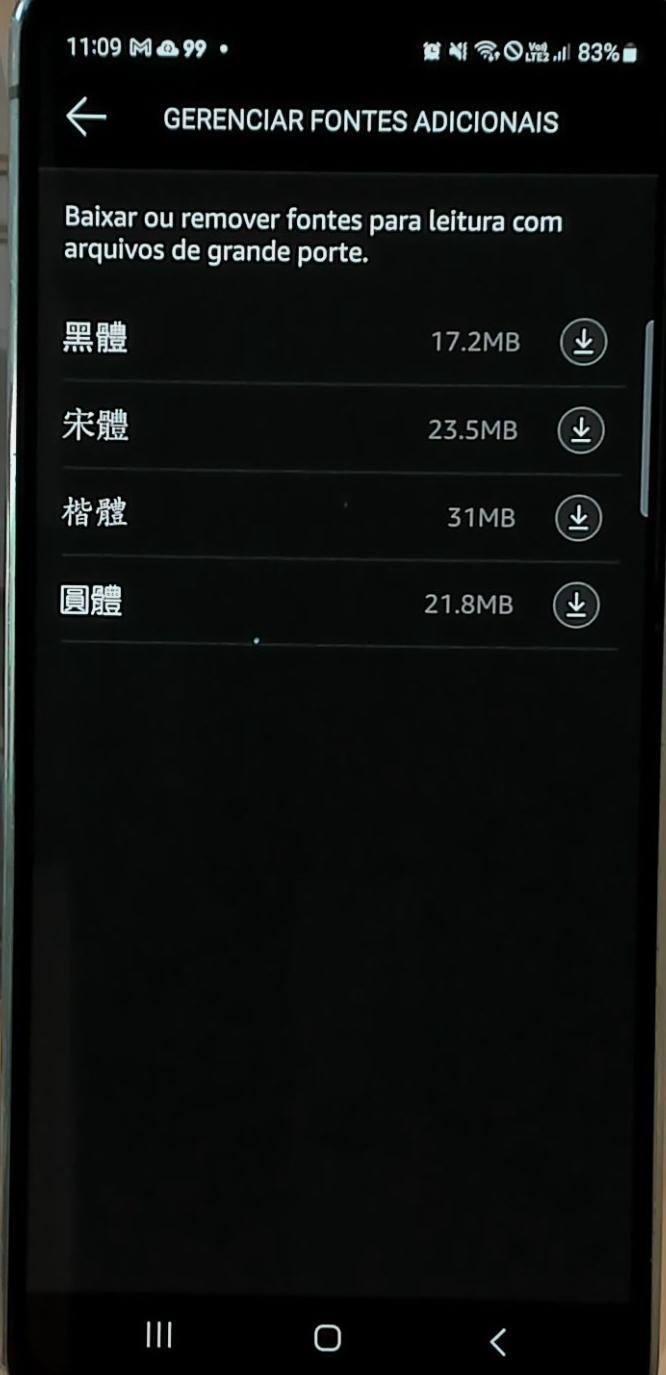 11:09 99
83%
GERENCIAR FONTES ADICIONAIS
Baixar ou remover fontes para leitura com
arquivos de grande porte.
黑體 17.2MB
宋體 23.5MB
楷體 31MB
圓體 21.8MB